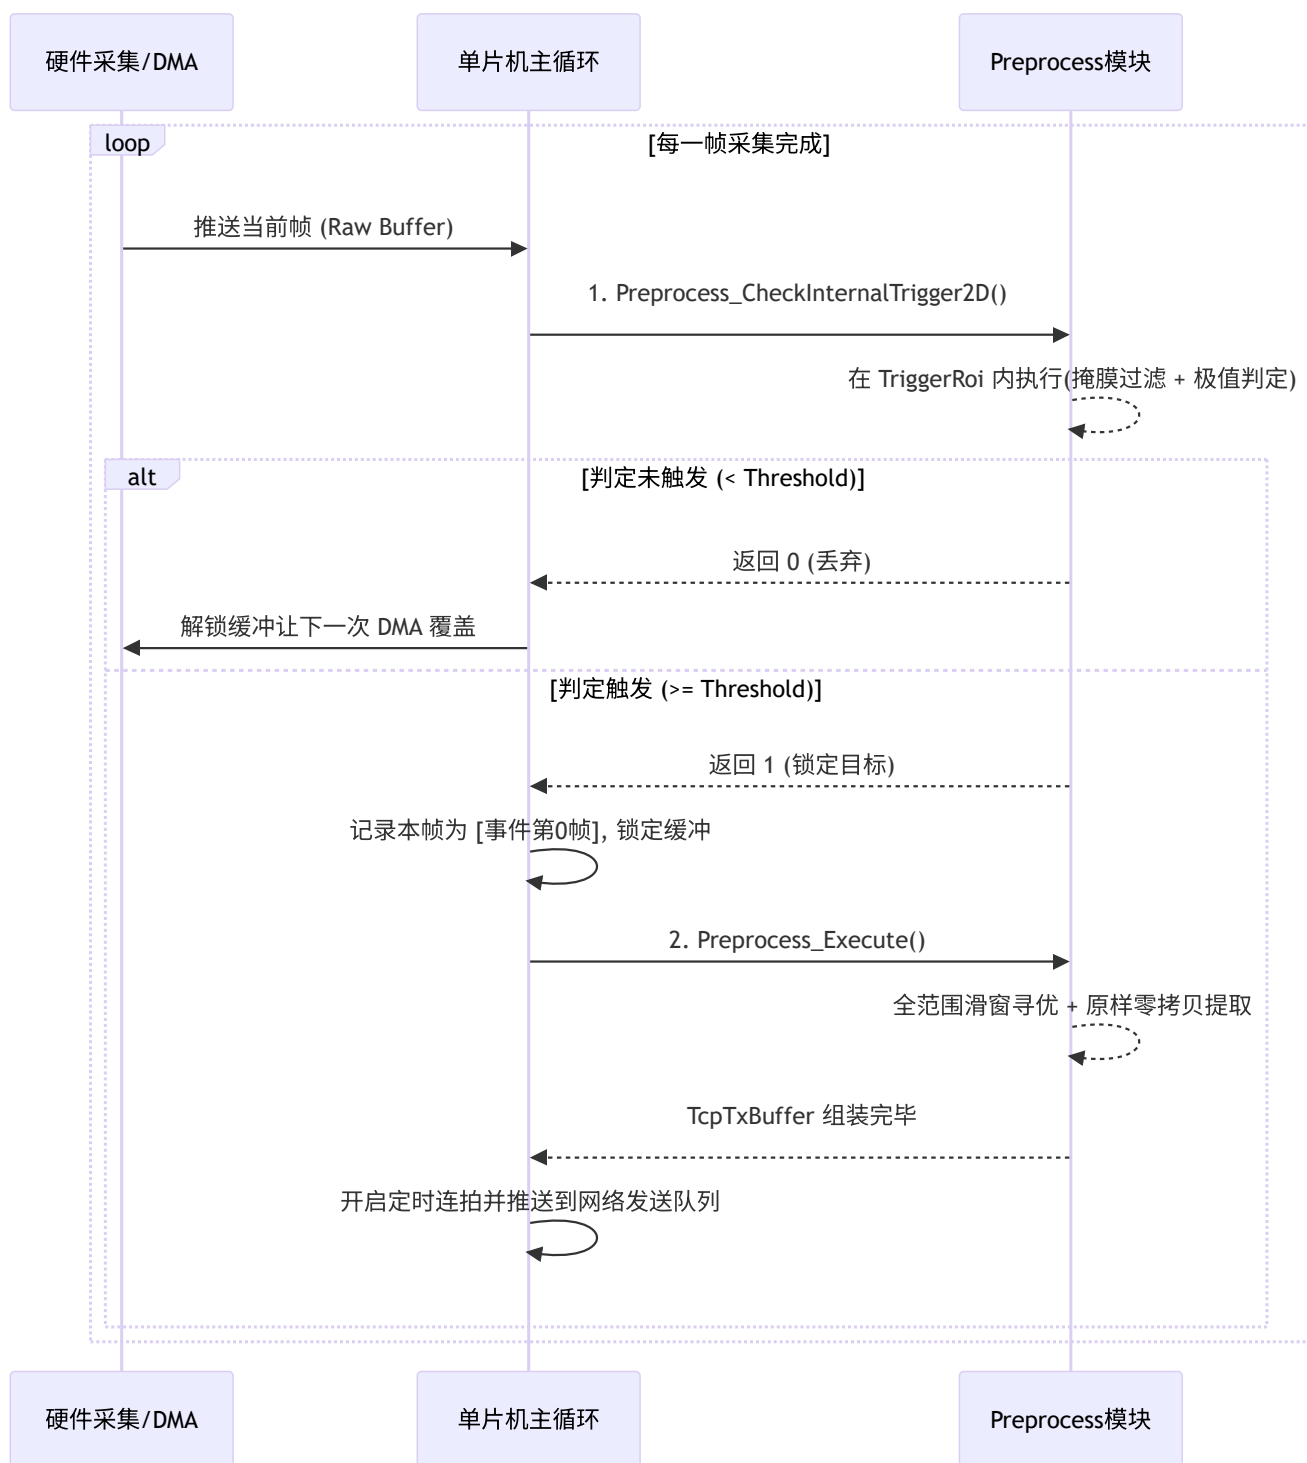 硬件采集/DMA
单片机主循环
Preprocess模块
loop
[每一帧采集完成]
推送当前帧 (Raw Buffer)
1. Preprocess_CheckInternalTrigger2D()
在 TriggerRoi 内执行(掩膜过滤 + 极值判定)
alt
[判定未触发 (< Threshold)]
返回 0 (丢弃)
解锁缓冲让下一次 DMA 覆盖
[判定触发 (>= Threshold)]
返回 1 (锁定目标)
记录本帧为 [事件第0帧], 锁定缓冲
2. Preprocess_Execute()
全范围滑窗寻优 + 原样零拷贝提取
TcpTxBuffer 组装完毕
开启定时连拍并推送到网络发送队列
硬件采集/DMA
单片机主循环
Preprocess模块